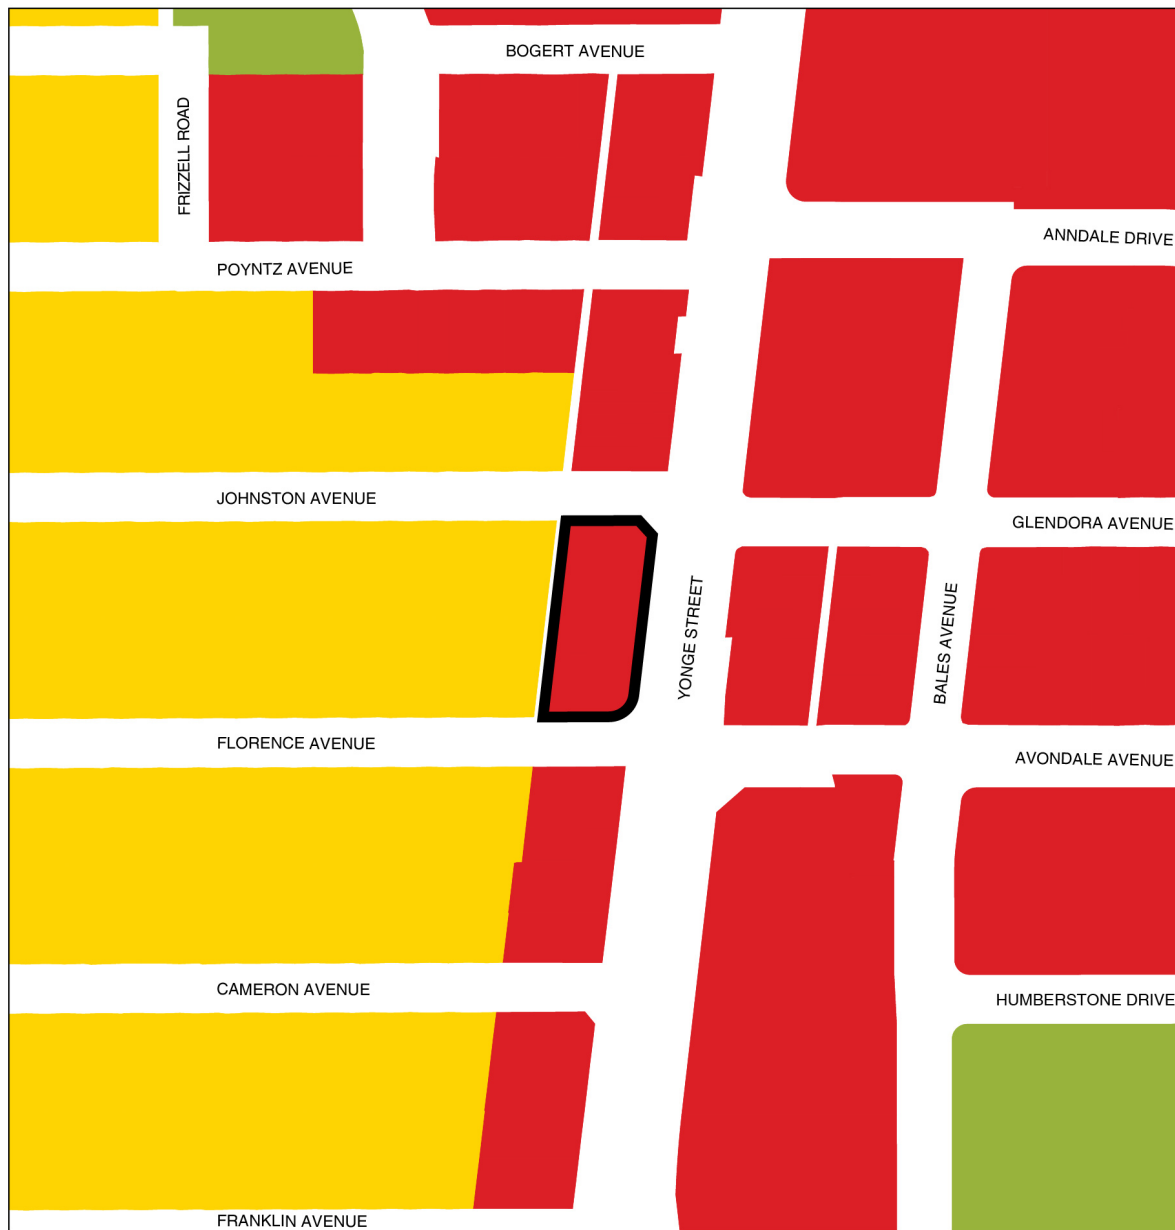 BOGERT AVENUE
FRIZZELL ROAD
ANNDALE DRIVE
POYNTZ AVENUE
JOHNSTON AVENUE
GLENDORA AVENUE
YONGE STREET
BALES AVENUE
FLORENCE AVENUE
AVONDALE AVENUE
CAMERON AVENUE
HUMBERSTONE DRIVE
FRANKLIN AVENUE